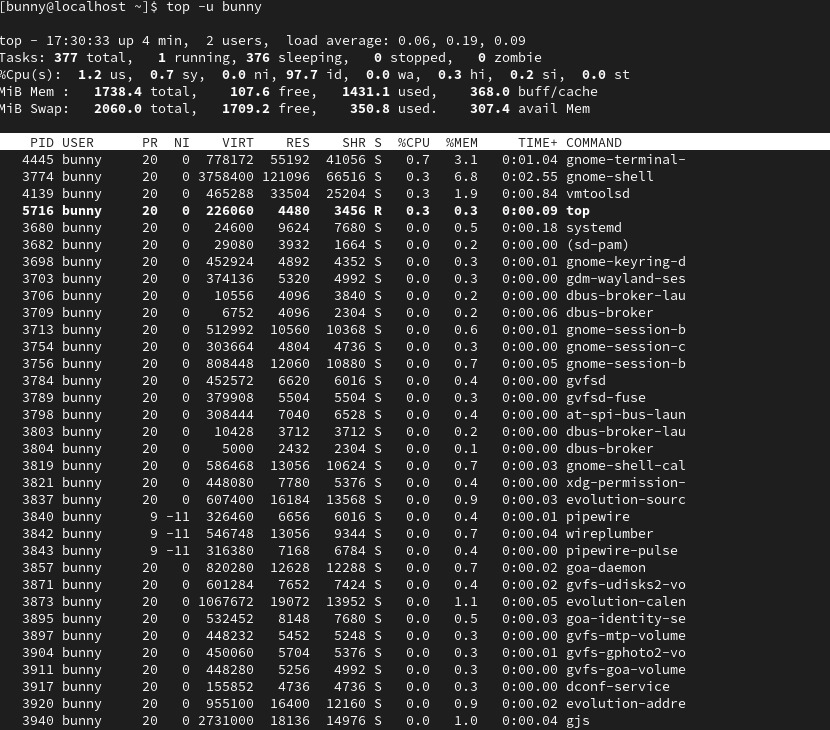 [bunny@localhost ~]$ top -u bunny
top - 17:30:33 up 4 min,  2 users,  load average: 0.06, 0.19, 0.09
Tasks: 377 total,   1 running, 376 sleeping,   0 stopped,   0 zombie
%Cpu(s):  1.2 us,  0.7 sy,  0.0 ni, 97.7 id,  0.0 wa,  0.3 hi,  0.2 si,  0.0 st
MiB Mem :   1738.4 total,    107.6 free,   1431.1 used,    368.0 buff/cache
MiB Swap:   2060.0 total,   1709.2 free,    350.8 used.    307.4 avail Mem
PID USER      PR  NI    VIRT    RES    SHR S  %CPU  %MEM     TIME+ COMMAND
4445 bunny     20   0  778172  55192  41056 S   0.7   3.1   0:01.04 gnome-terminal-
3774 bunny     20   0 3758400 121096  66516 S   0.3   6.8   0:02.55 gnome-shell
4139 bunny     20   0  465288  33504  25204 S   0.3   1.9   0:00.84 vmtoolsd
5716 bunny     20   0  226060   4480   3456 R   0.3   0.3   0:00.09 top
3680 bunny     20   0   24600   9624   7680 S   0.0   0.5   0:00.18 systemd
3682 bunny     20   0   29080   3932   1664 S   0.0   0.2   0:00.00 (sd-pam)
3698 bunny     20   0  452924   4892   4352 S   0.0   0.3   0:00.01 gnome-keyring-d
3703 bunny     20   0  374136   5320   4992 S   0.0   0.3   0:00.00 gdm-wayland-ses
3706 bunny     20   0   10556   4096   3840 S   0.0   0.2   0:00.00 dbus-broker-lau
3709 bunny     20   0    6752   4096   2304 S   0.0   0.2   0:00.06 dbus-broker
3713 bunny     20   0  512992  10560  10368 S   0.0   0.6   0:00.01 gnome-session-b
3754 bunny     20   0  303664   4804   4736 S   0.0   0.3   0:00.00 gnome-session-c
3756 bunny     20   0  808448  12060  10880 S   0.0   0.7   0:00.05 gnome-session-b
3784 bunny     20   0  452572   6620   6016 S   0.0   0.4   0:00.00 gvfsd
3789 bunny     20   0  379908   5504   5504 S   0.0   0.3   0:00.00 gvfsd-fuse
3798 bunny     20   0  308444   7040   6528 S   0.0   0.4   0:00.00 at-spi-bus-laun
3803 bunny     20   0   10428   3712   3712 S   0.0   0.2   0:00.00 dbus-broker-lau
3804 bunny     20   0    5000   2432   2304 S   0.0   0.1   0:00.00 dbus-broker
3819 bunny     20   0  586468  13056  10624 S   0.0   0.7   0:00.03 gnome-shell-cal
3821 bunny     20   0  448080   7780   5376 S   0.0   0.4   0:00.00 xdg-permission-
3837 bunny     20   0  607400  16184  13568 S   0.0   0.9   0:00.03 evolution-sourc
3840 bunny      9 -11  326460   6656   6016 S   0.0   0.4   0:00.01 pipewire
3842 bunny      9 -11  546748  13056   9344 S   0.0   0.7   0:00.04 wireplumber
3843 bunny      9 -11  316380   7168   6784 S   0.0   0.4   0:00.00 pipewire-pulse
3857 bunny     20   0  820280  12628  12288 S   0.0   0.7   0:00.02 goa-daemon
3871 bunny     20   0  601284   7652   7424 S   0.0   0.4   0:00.02 gvfs-udisks2-vo
3873 bunny     20   0 1067672  19072  13952 S   0.0   1.1   0:00.05 evolution-calen
3895 bunny     20   0  532452   8148   7680 S   0.0   0.5   0:00.03 goa-identity-se
3897 bunny     20   0  448232   5452   5248 S   0.0   0.3   0:00.00 gvfs-mtp-volume
3904 bunny     20   0  450060   5704   5376 S   0.0   0.3   0:00.01 gvfs-gphoto2-vo
3911 bunny     20   0  448280   5256   4992 S   0.0   0.3   0:00.00 gvfs-goa-volume
3917 bunny     20   0  155852   4736   4736 S   0.0   0.3   0:00.00 dconf-service
3920 bunny     20   0  955100  16400  12160 S   0.0   0.9   0:00.02 evolution-addre
3940 bunny     20   0 2731000  18136  14976 S   0.0   1.0   0:00.04 gjs